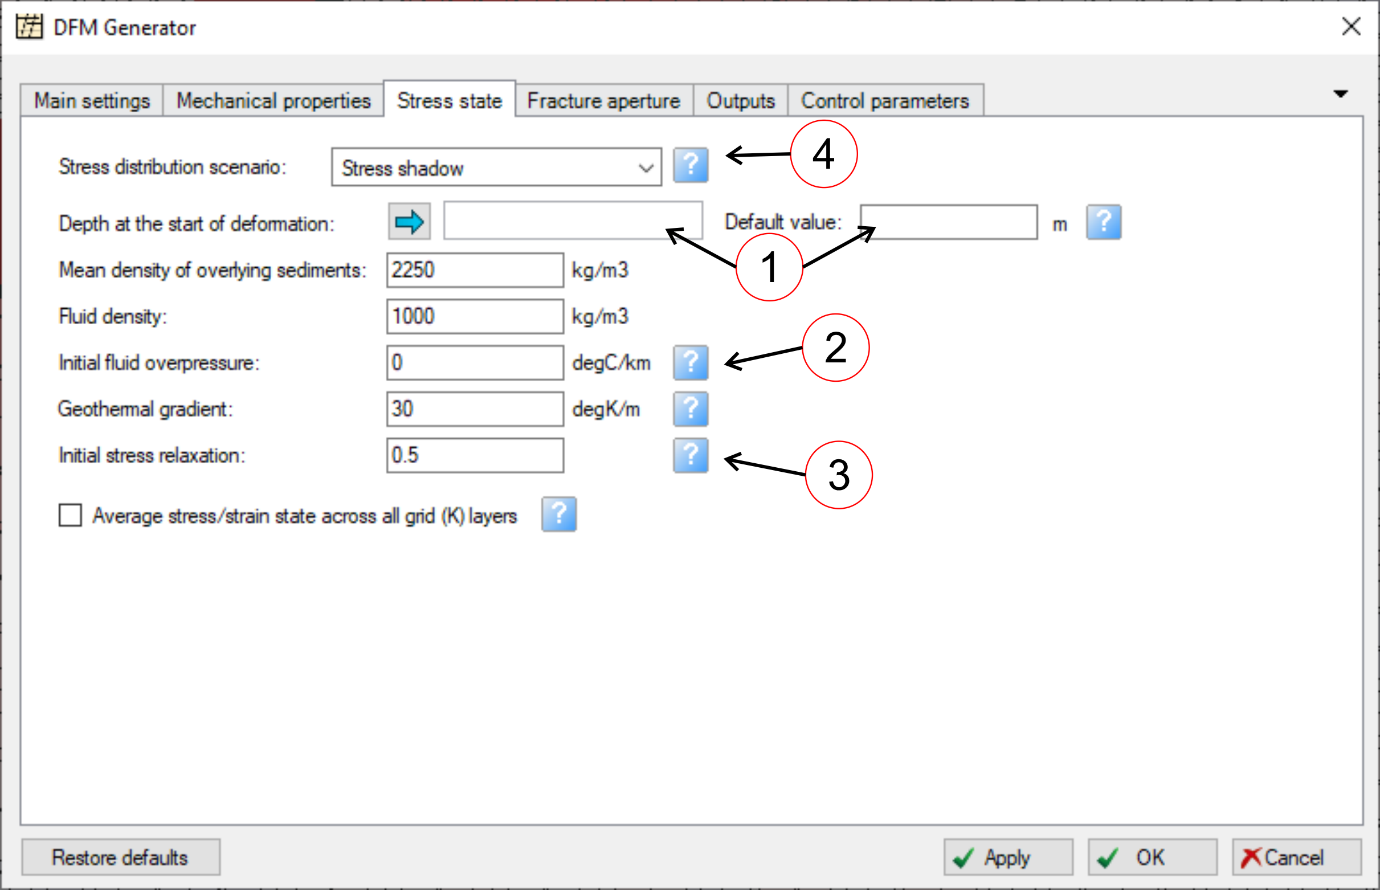 DFM Generator
Main settings Mechanical properties Stress state Fracture aperture Outputs Control parameters
Stress distribution scenario: Stress shadow ? 4
Depth at the start of deformation: Default value: m ?
1
Mean density of overlying sediments: 2250 kg/m3
Fluid density: 1000 kg/m3
Initial fluid overpressure: 0 degC/km ? 2
Geothermal gradient: 30 degK/m ?
Initial stress relaxation: 0.5 ? 3
Average stress/strain state across all grid (K) layers ?
Restore defaults Apply OK Cancel